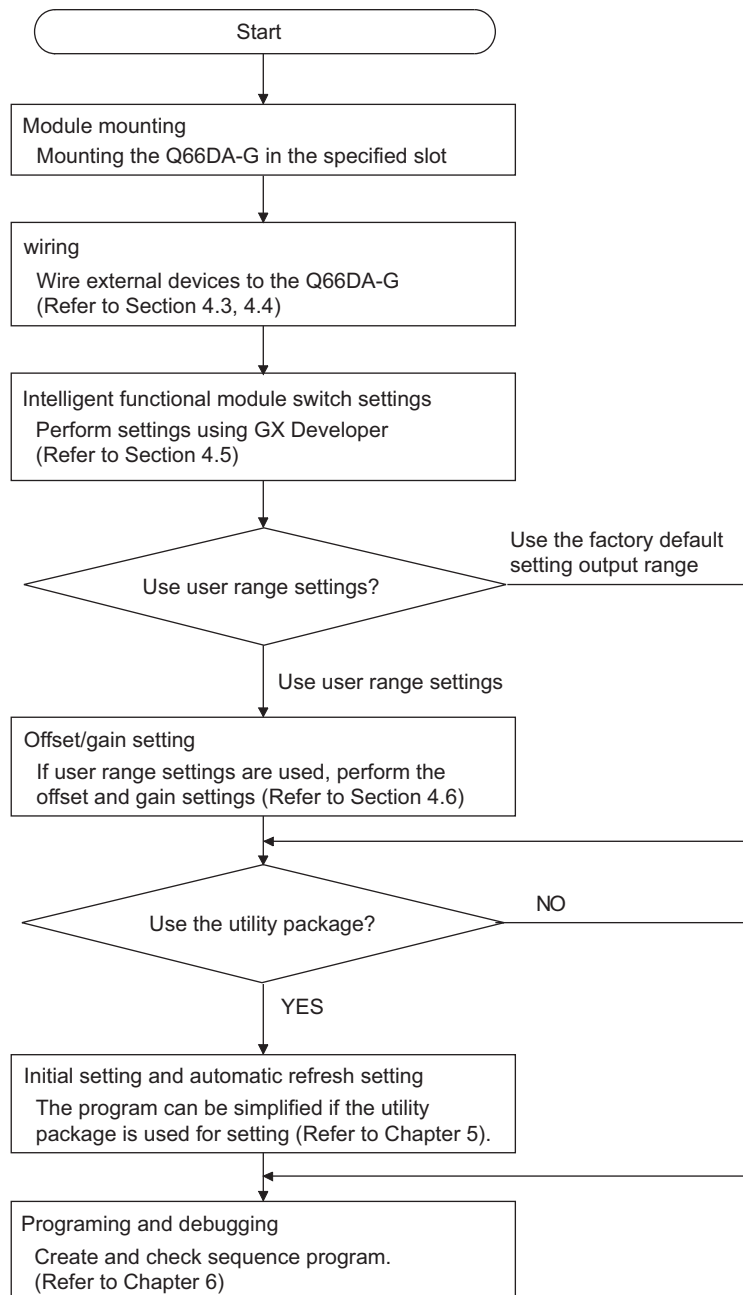 Start
Module mounting
Mounting the Q66DA-G in the specified slot
wiring
Wire external devices to the Q66DA-G
(Refer to Section 4.3, 4.4)
Intelligent functional module switch settings
Perform settings using GX Developer
(Refer to Section 4.5)
Use the factory default
setting output range
Use user range settings?
Use user range settings
Offset/gain setting
If user range settings are used, perform the
offset and gain settings (Refer to Section 4.6)
Use the utility package?
NO
YES
Initial setting and automatic refresh setting
The program can be simplified if the utility
package is used for setting (Refer to Chapter 5).
Programing and debugging
Create and check sequence program.
(Refer to Chapter 6)